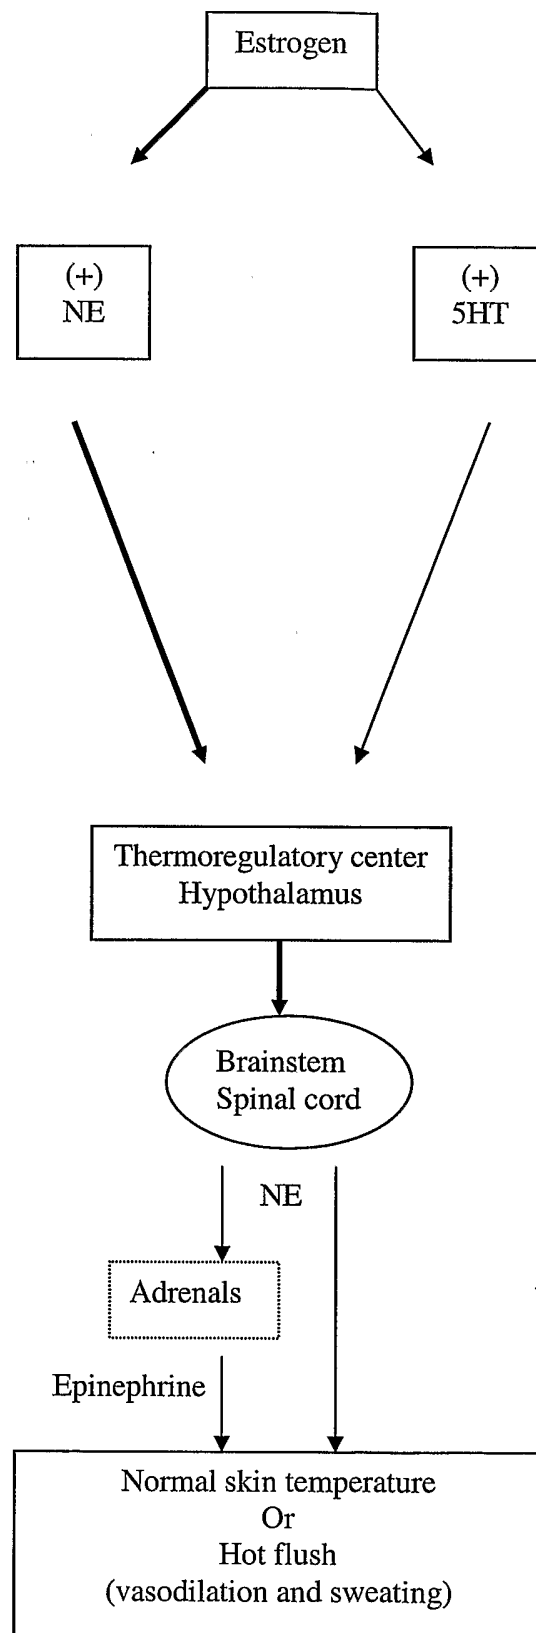 Estrogen
(+)
NE
(+)
5HT
Thermoregulatory center
Hypothalamus
Brainstem
Spinal cord
NE
Adrenals
Epinephrine
Normal skin temperature
Or
Hot flush
(vasodilation and sweating)